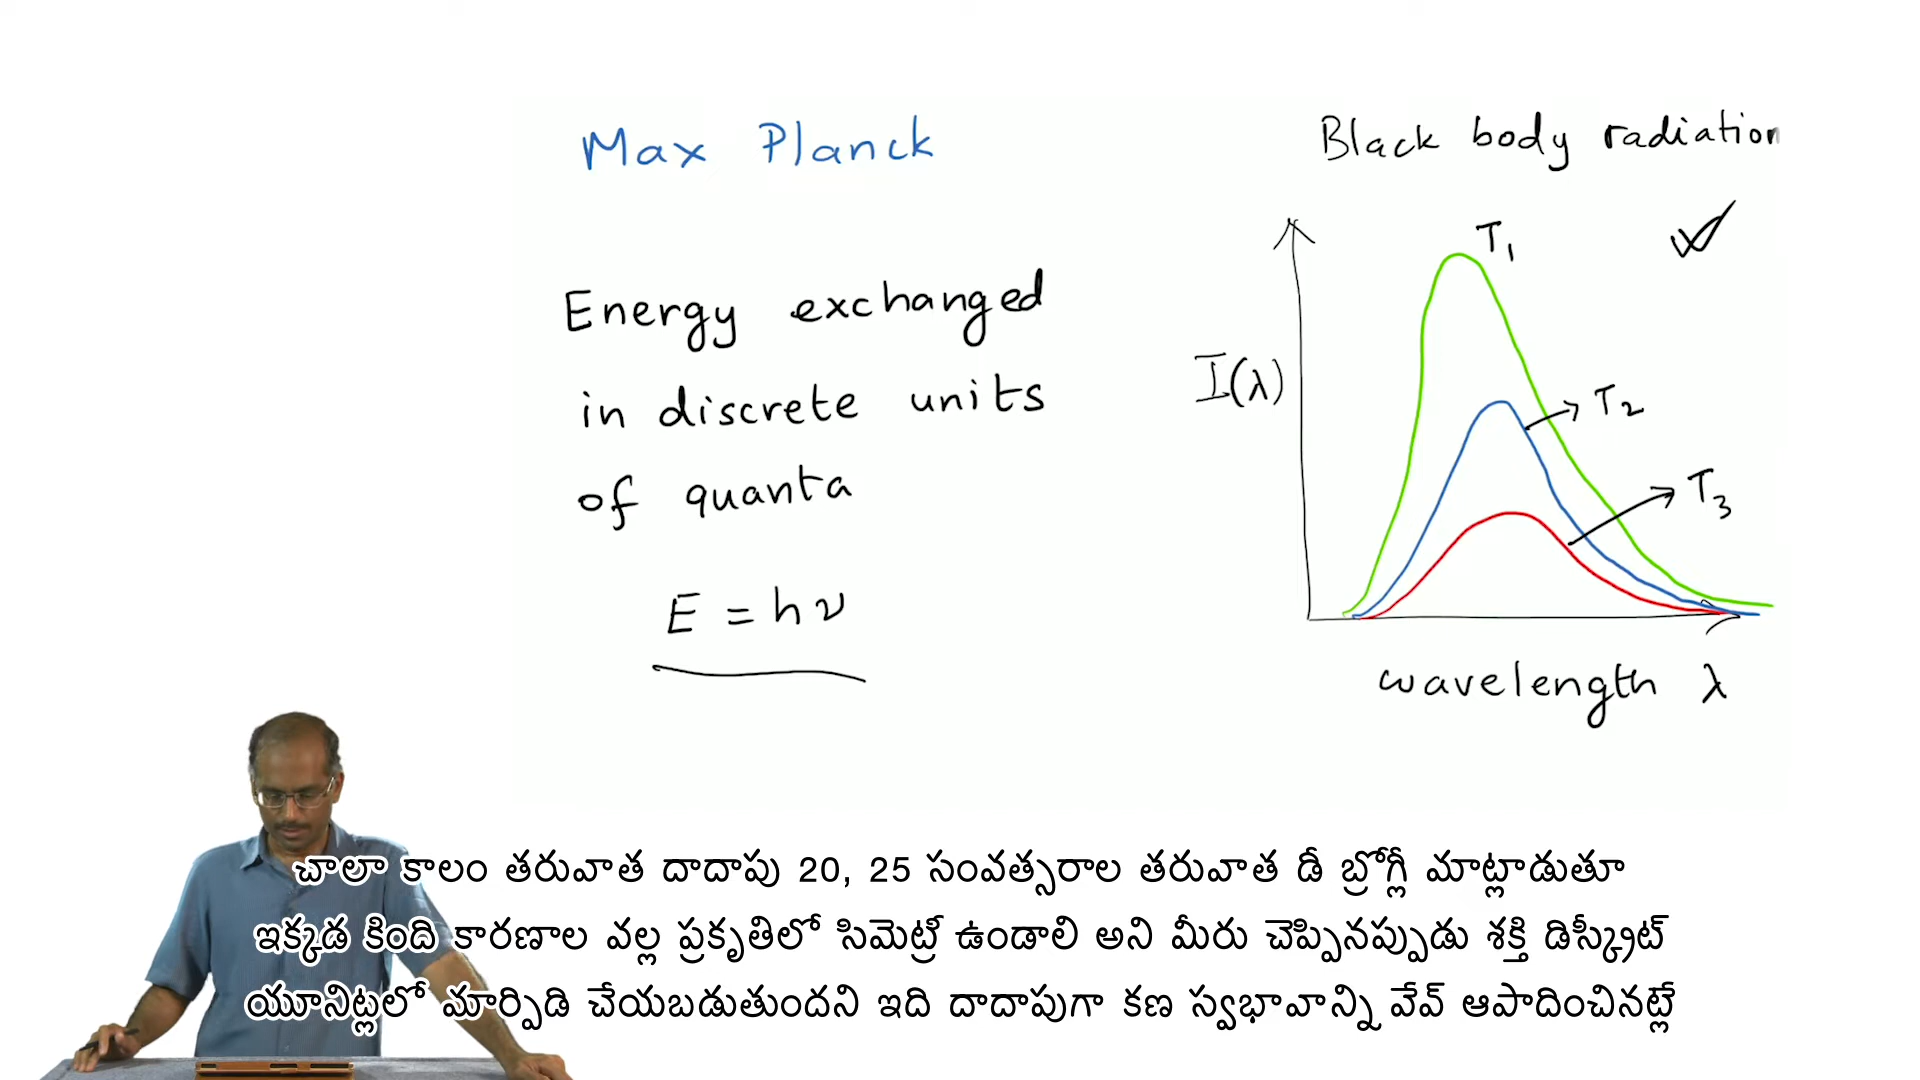 Max Planck
Energy exchanged
in discrete units
of quanta
E = hν
Black body radiation
T₁
I(λ)
T₂
T₃
wavelength λ
చాలా కాలం తరువాత దాదాపు 20, 25 సంవత్సరాల తరువాత డీ బ్రోగ్లీ మాట్లాడుతూ
ఇక్కడ కింది కారణాల వల్ల ప్రకృతిలో సిమెట్రీ ఉండాలి అని మీరు చెప్పినప్పుడు శక్తి డిస్క్రీట్
యూనిట్లలో మార్పిడి చేయబడుతుందని ఇది దాదాపుగా కణ స్వభావాన్ని వేవ్ ఆపాదించినట్లే